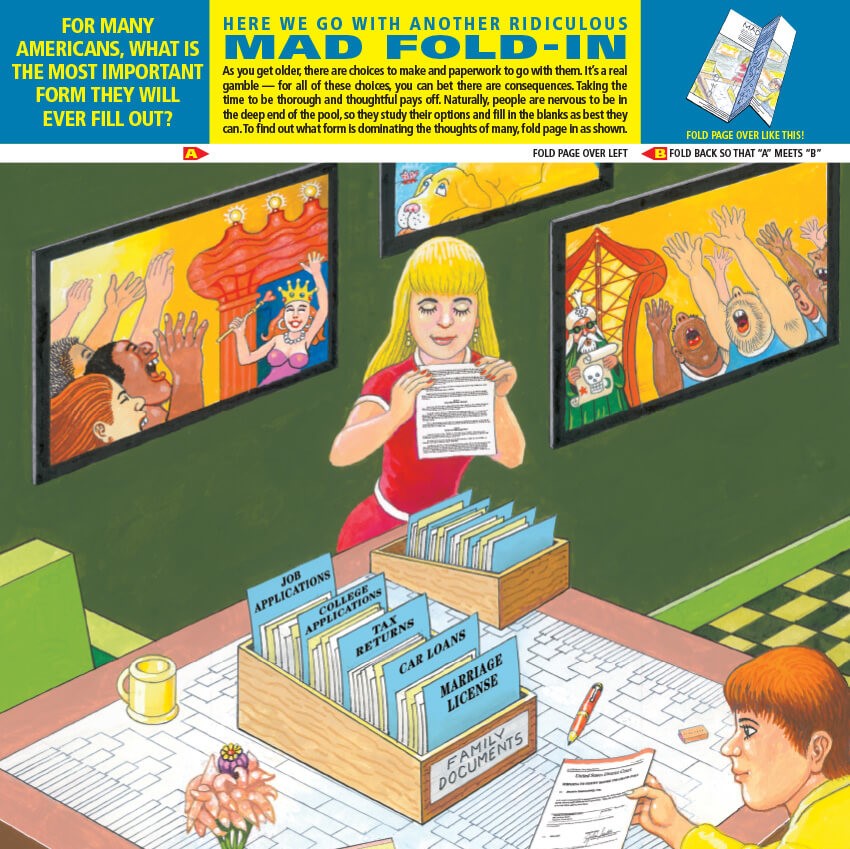 FOR MANY
AMERICANS, WHAT IS
THE MOST IMPORTANT
FORM THEY WILL
EVER FILL OUT?
HERE WE GO WITH ANOTHER RIDICULOUS
MAD FOLD-IN
As you get older, there are choices to make and paperwork to go with them. It's a real
gamble — for all of these choices, you can bet there are consequences. Taking the
time to be thorough and thoughtful pays off. Naturally, people are nervous to be in
the deep end of the pool, so they study their options and fill in the blanks as best they
can. To find out what form is dominating the thoughts of many, fold page in as shown.
MAD
FOLD PAGE OVER LIKE THIS!
A
FOLD PAGE OVER LEFT
B
FOLD BACK SO THAT "A" MEETS "B"
JOB
APPLICATIONS
COLLEGE
APPLICATIONS
TAX
RETURNS
CAR LOANS
MARRIAGE
LICENSE
FAMILY
DOCUMENTS
United States District Court